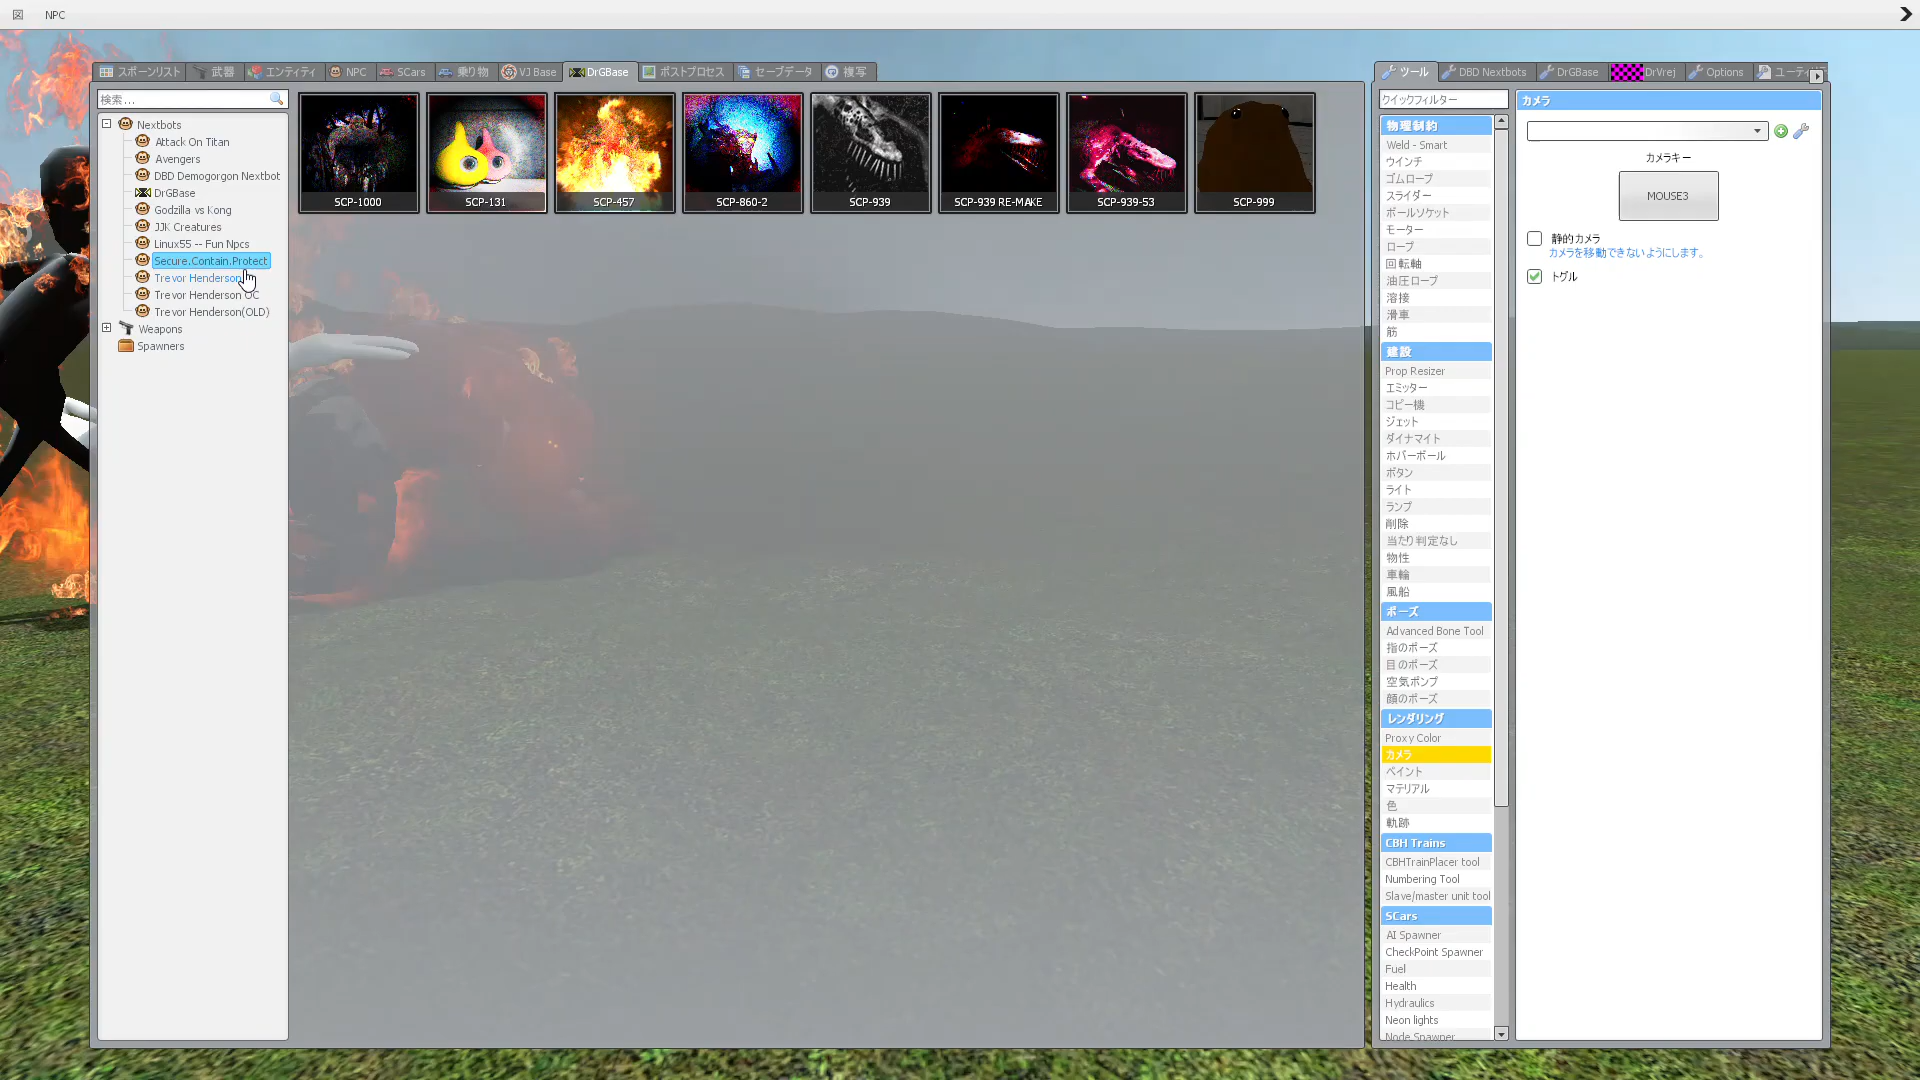 NPC
スポーンリスト
武器
エンティティ
NPC
SCars
乗り物
VJ Base
DrGBase
ポストプロセス
セーブデータ
複写
検索...
Nextbots
Attack On Titan
Avengers
DBD Demogorgon Nextbot
DrGBase
Godzilla vs Kong
JJK Creatures
Linux55 -- Fun Npcs
Secure.Contain.Protect
Trevor Henderson
Trevor Henderson OC
Trevor Henderson(OLD)
Weapons
Spawners
SCP-1000
SCP-131
SCP-457
SCP-860-2
SCP-939
SCP-939 RE-MAKE
SCP-939-53
SCP-999
ツール
DBD Nextbots
DrGBase
DrVrej
Options
クイックフィルター
物理制約
Weld - Smart
ウインチ
ゴムロープ
スライダー
ボールソケット
モーター
ロープ
回転軸
油圧ロープ
溶接
滑車
筋
建設
Prop Resizer
エミッター
コピー機
ジェット
ダイナマイト
ホバーボール
ボタン
ライト
ランプ
削除
当たり判定なし
物性
車輪
風船
ポーズ
Advanced Bone Tool
指のポーズ
目のポーズ
空気ポンプ
顔のポーズ
レンダリング
Proxy Color
カメラ
ペイント
マテリアル
色
軌跡
CBH Trains
CBHTrainPlacer tool
Numbering Tool
Slave/master unit tool
SCars
AI Spawner
CheckPoint Spawner
Fuel
Health
Hydraulics
Neon lights
Node Spawner
カメラ
カメラキー
MOUSE3
静的カメラ
カメラを移動できないようにします。
トグル